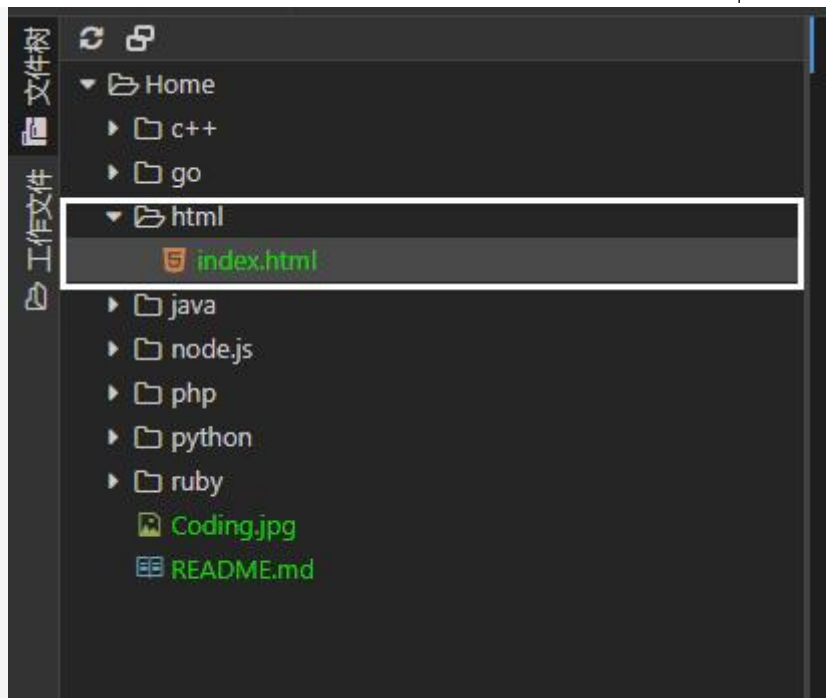 文件树
工作文件
Home
c++
go
html
index.html
java
node.js
php
python
ruby
Coding.jpg
README.md